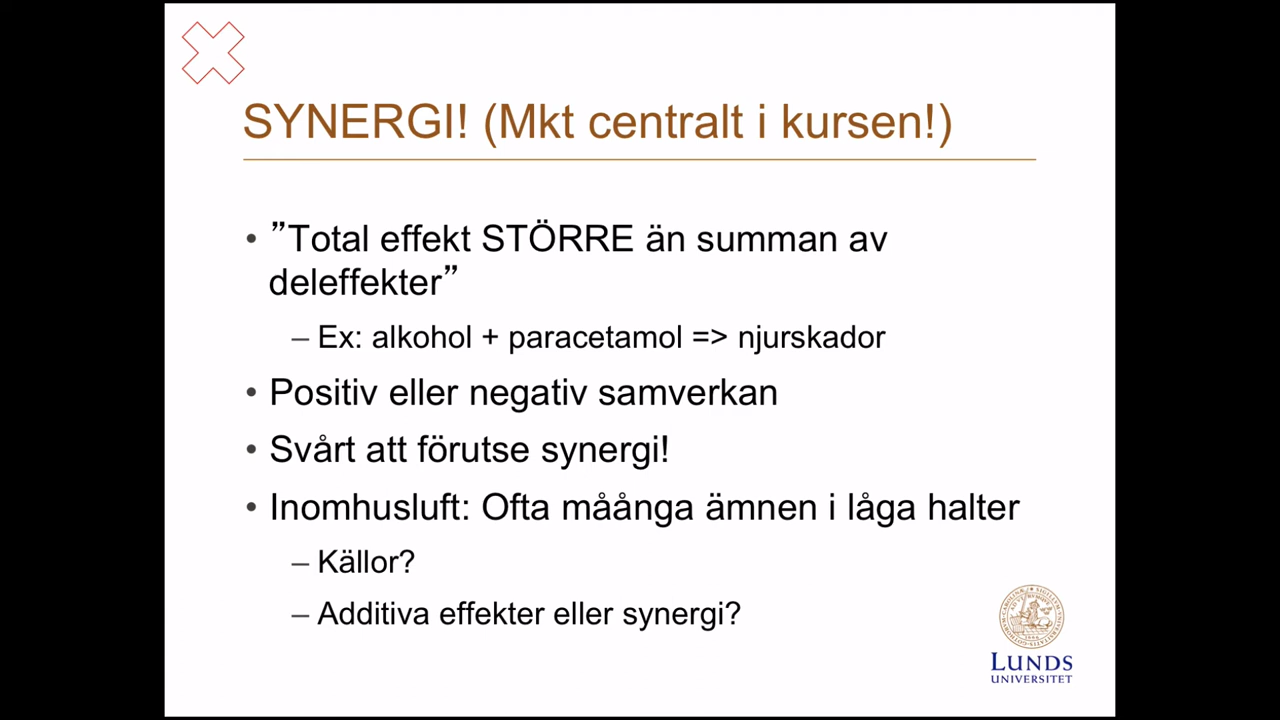 SYNERGI! (Mkt centralt i kursen!)
• ”Total effekt STÖRRE än summan av
deleffekter”
– Ex: alkohol + paracetamol => njurskador
• Positiv eller negativ samverkan
• Svårt att förutse synergi!
• Inomhusluft: Ofta måånga ämnen i låga halter
– Källor?
– Additiva effekter eller synergi?
LUNDS
UNIVERSITET